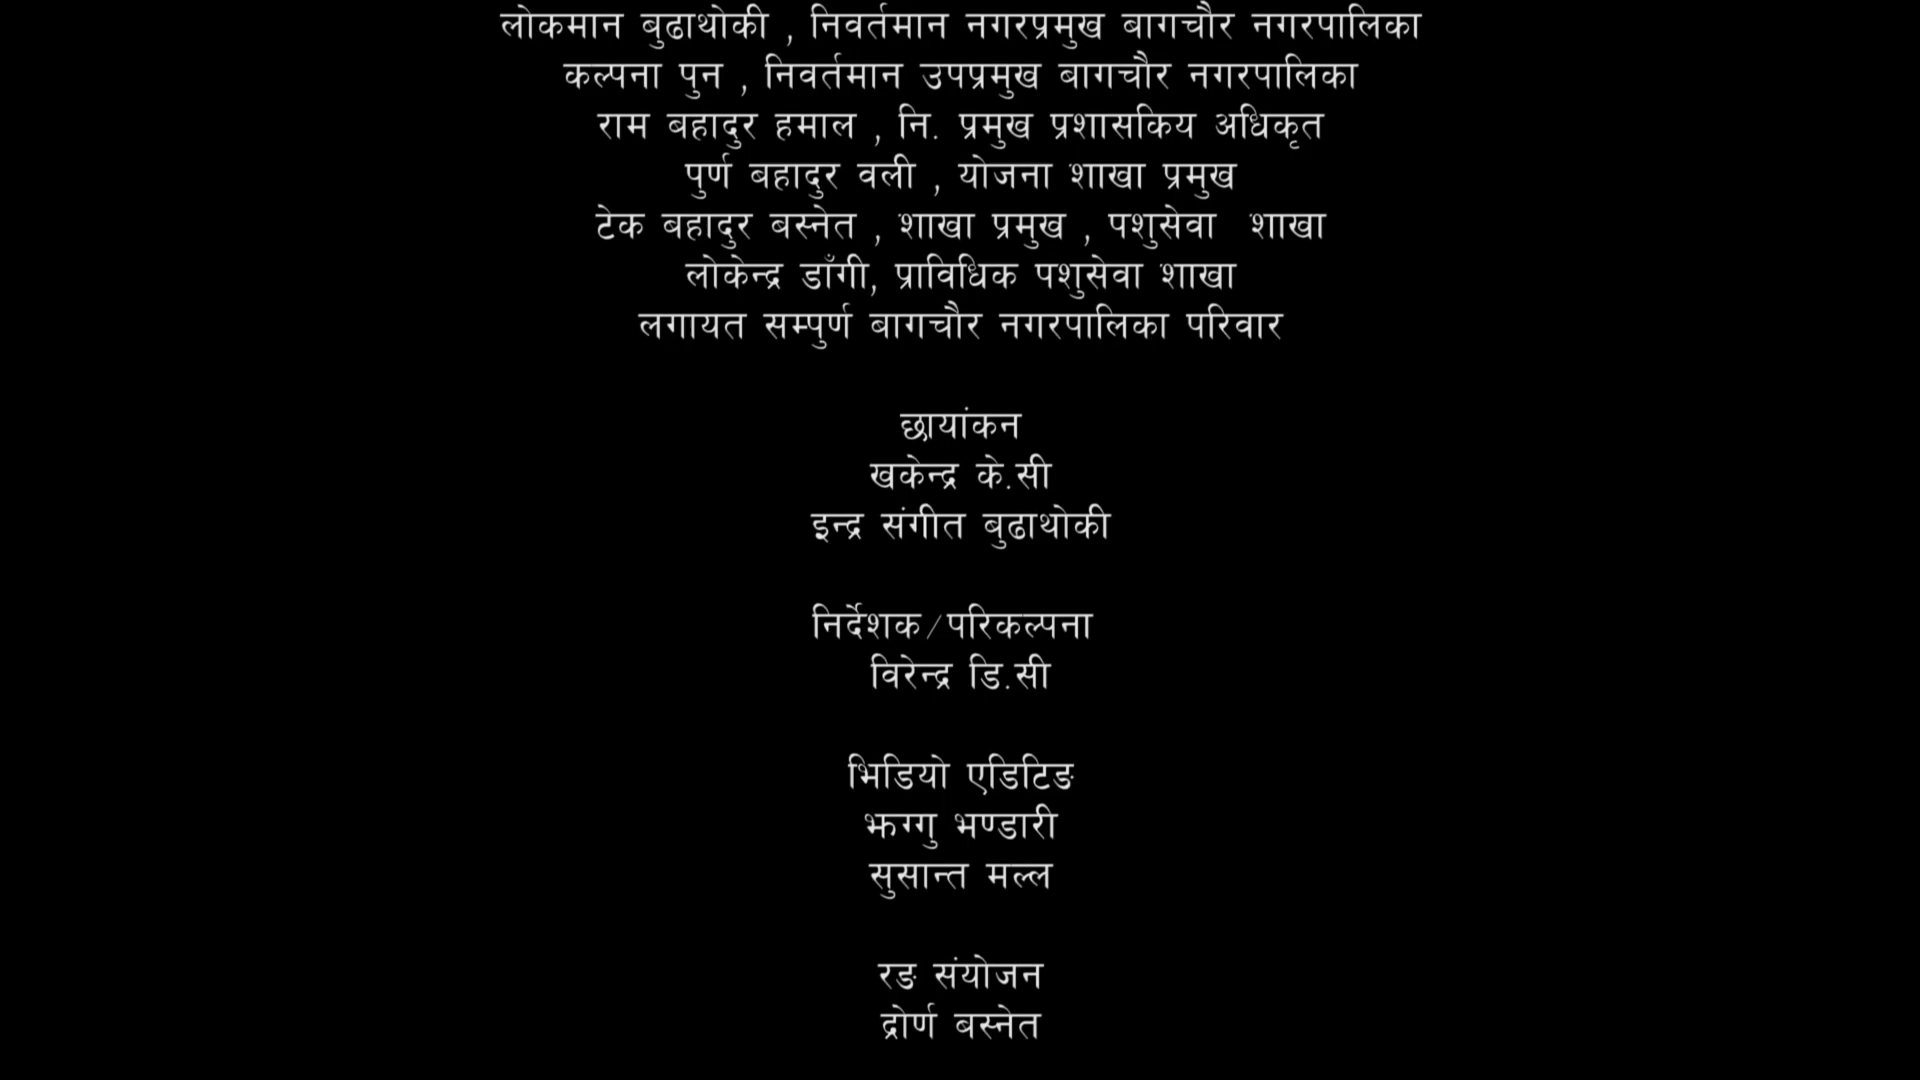 लोकमान बुढाथोकी , निवर्तमान नगरप्रमुख बागचौर नगरपालिका
कल्पना पुन , निवर्तमान उपप्रमुख बागचौर नगरपालिका
राम बहादुर हमाल , नि. प्रमुख प्रशासकिय अधिकृत
पुर्ण बहादुर वली , योजना शाखा प्रमुख
टेक बहादुर बस्नेत , शाखा प्रमुख , पशुसेवा शाखा
लोकेन्द्र डाँगी, प्राविधिक पशुसेवा शाखा
लगायत सम्पुर्ण बागचौर नगरपालिका परिवार
छायांकन
खकेन्द्र के.सी
इन्द्र संगीत बुढाथोकी
निर्देशक/परिकल्पना
विरेन्द्र डि.सी
भिडियो एडिटिङ
झग्गु भण्डारी
सुसान्त मल्ल
रङ संयोजन
द्रोर्ण बस्नेत